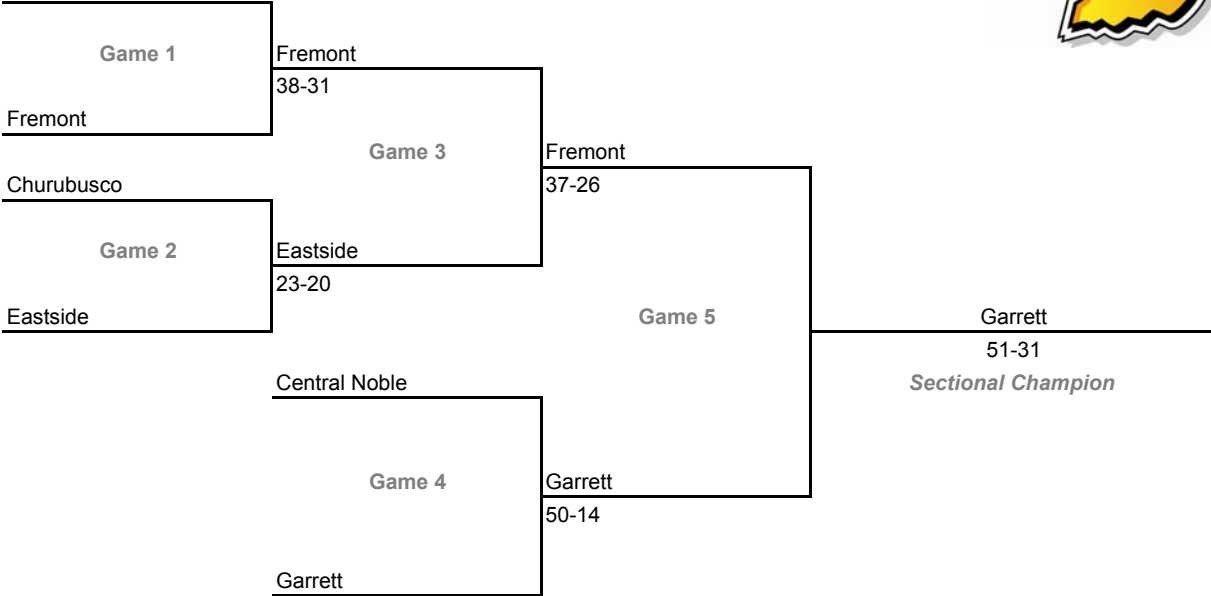 Game 1
Fremont
38-31
Fremont
Game 3
Fremont
37-26
Churubusco
Game 2
Eastside
23-20
Eastside
Game 5
Garrett
51-31
Sectional Champion
Central Noble
Game 4
Garrett
50-14
Garrett